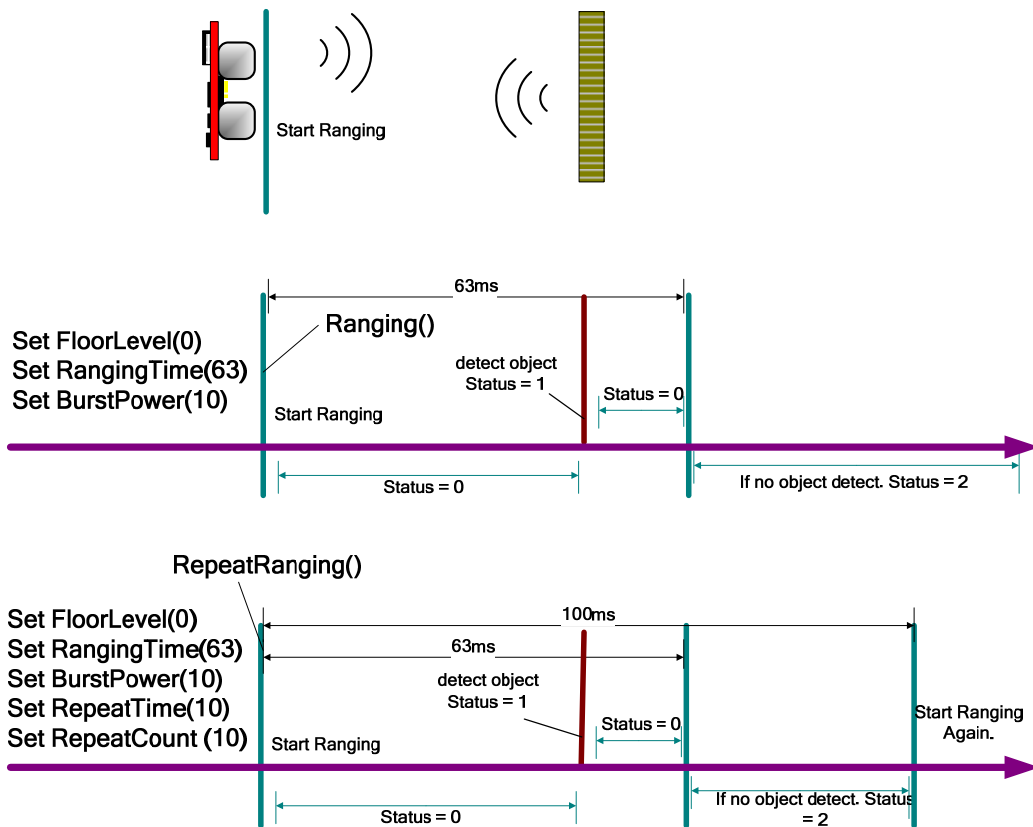 Start Ranging
63ms
Ranging()
Set FloorLevel(0)
Set RangingTime(63)
Set BurstPower(10)
detect object
Status = 1
Status = 0
Start Ranging
Status = 0
If no object detect. Status = 2
RepeatRanging()
Set FloorLevel(0)
Set RangingTime(63)
Set BurstPower(10)
Set RepeatTime(10)
Set RepeatCount (10)
100ms
63ms
detect object
Status = 1
Status = 0
Start Ranging
Again.
Start Ranging
Status = 0
If no object detect. Status
= 2